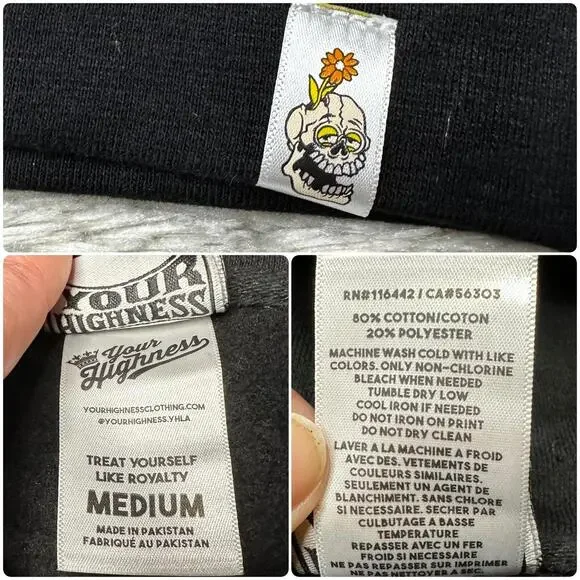 YOUR
HIGHNESS
Your
Highness
YOURHIGHNESSCLOTHING.COM
@YOURHIGHNESS.YHLA
TREAT YOURSELF
LIKE ROYALTY
MEDIUM
MADE IN PAKISTAN
FABRIQUÉ AU PAKISTAN
RN#116442 / CA#56303
80% COTTON/COTON
20% POLYESTER
MACHINE WASH COLD WITH LIKE
COLORS. ONLY NON-CHLORINE
BLEACH WHEN NEEDED
TUMBLE DRY LOW
COOL IRON IF NEEDED
DO NOT IRON ON PRINT
DO NOT DRY CLEAN
LAVER A LA MACHINE A FROID
AVEC DES. VETEMENTS DE
COULEURS SIMILAIRES.
SEULEMENT UN AGENT DE
BLANCHIMENT. SANS CHLORE
SI NECESSAIRE. SECHER PAR
CULBUTAGE A BASSE
TEMPERATURE
REPASSER AVEC UN FER
FROID SI NECESSAIRE
NE PAS REPASSER SUR IMPRIMER
NE PAS NETTOYER A SEC.